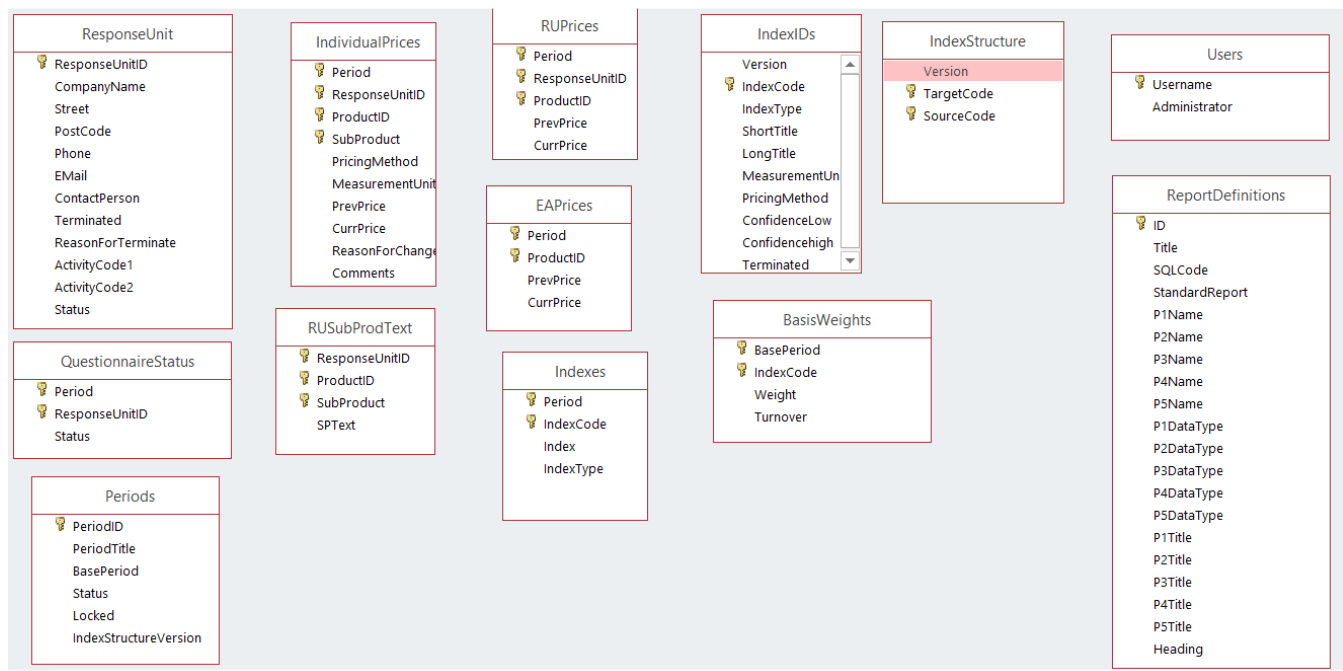 ResponseUnit
ResponseUnitID
CompanyName
Street
PostCode
Phone
EMail
ContactPerson
Terminated
ReasonForTerminate
ActivityCode1
ActivityCode2
Status
QuestionnaireStatus
Period
ResponseUnitID
Status
Periods
PeriodID
PeriodTitle
BasePeriod
Status
Locked
IndexStructureVersion
IndividualPrices
Period
ResponseUnitID
ProductID
SubProduct
PricingMethod
MeasurementUnit
PrevPrice
CurrPrice
ReasonForChange
Comments
RUSubProdText
ResponseUnitID
ProductID
SubProduct
SPText
RUPrices
Period
ResponseUnitID
ProductID
PrevPrice
CurrPrice
EAPrices
Period
ProductID
PrevPrice
CurrPrice
Indexes
Period
IndexCode
Index
IndexType
IndexIDs
Version
IndexCode
IndexType
ShortTitle
LongTitle
MeasurementUn
PricingMethod
ConfidenceLow
Confidencehigh
Terminated
BasisWeights
BasePeriod
IndexCode
Weight
Turnover
IndexStructure
Version
TargetCode
SourceCode
Users
Username
Administrator
ReportDefinitions
ID
Title
SQLCode
StandardReport
P1Name
P2Name
P3Name
P4Name
P5Name
P1DataType
P2DataType
P3DataType
P4DataType
P5DataType
P1Title
P2Title
P3Title
P4Title
P5Title
Heading